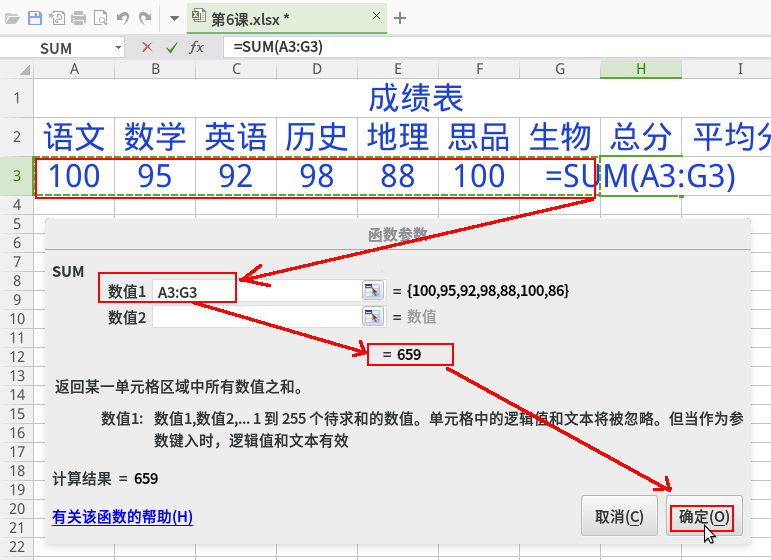 第6课.xlsx *
SUM
fx
=SUM(A3:G3)
A B C D E F G H I
1 成绩表
2 语文 数学 英语 历史 地理 思品 生物 总分 平均分
3 100 95 92 98 88 100 =SUM(A3:G3)
4
5
6 函数参数
7
SUM
8 数值1 A3:G3 = {100,95,92,98,88,100,86}
9
10 数值2 = 数值
11
12 = 659
13
14 返回某一单元格区域中所有数值之和。
15 数值1: 数值1,数值2,... 1 到 255 个待求和的数值。单元格中的逻辑值和文本将被忽略。但当作为参
16 数键入时，逻辑值和文本有效
17
18
计算结果 = 659
19
20 有关该函数的帮助(H) 取消(C) 确定(O)
21
22